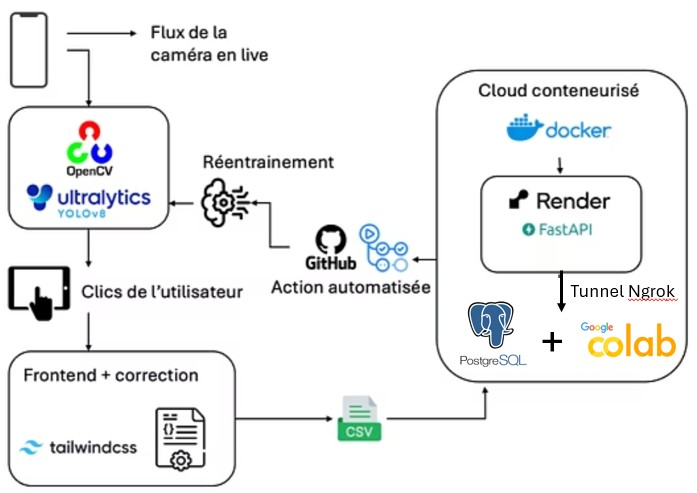 Flux de la
caméra en live
OpenCV
ultralytics
YOLOv8
Réentrainement
GitHub
Action automatisée
Cloud conteneurisé
docker
Render
FastAPI
Tunnel Ngrok
PostgreSQL
+
Google
colab
Clics de l’utilisateur
Frontend + correction
{}
tailwindcss
CSV